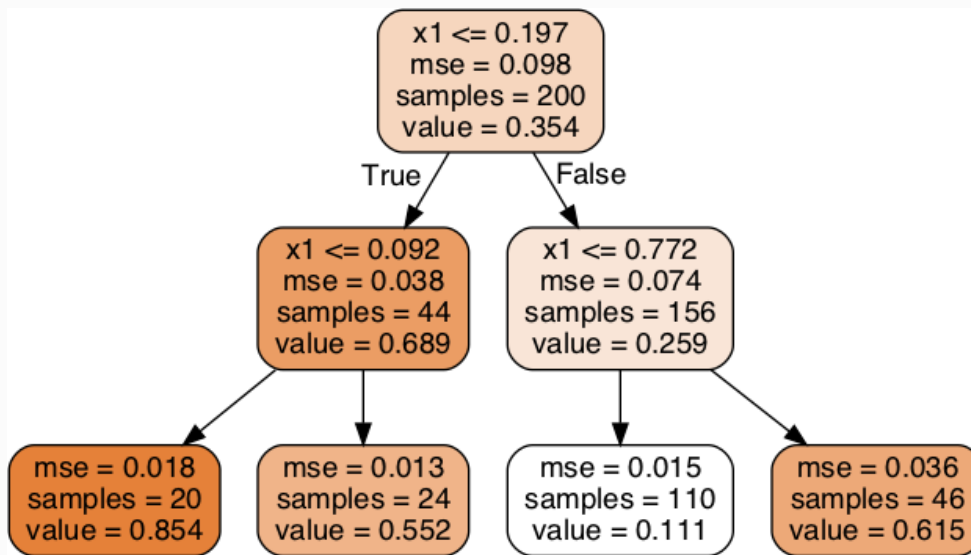 x1 <= 0.197
mse = 0.098
samples = 200
value = 0.354
True
False
x1 <= 0.092
mse = 0.038
samples = 44
value = 0.689
x1 <= 0.772
mse = 0.074
samples = 156
value = 0.259
mse = 0.018
samples = 20
value = 0.854
mse = 0.013
samples = 24
value = 0.552
mse = 0.015
samples = 110
value = 0.111
mse = 0.036
samples = 46
value = 0.615